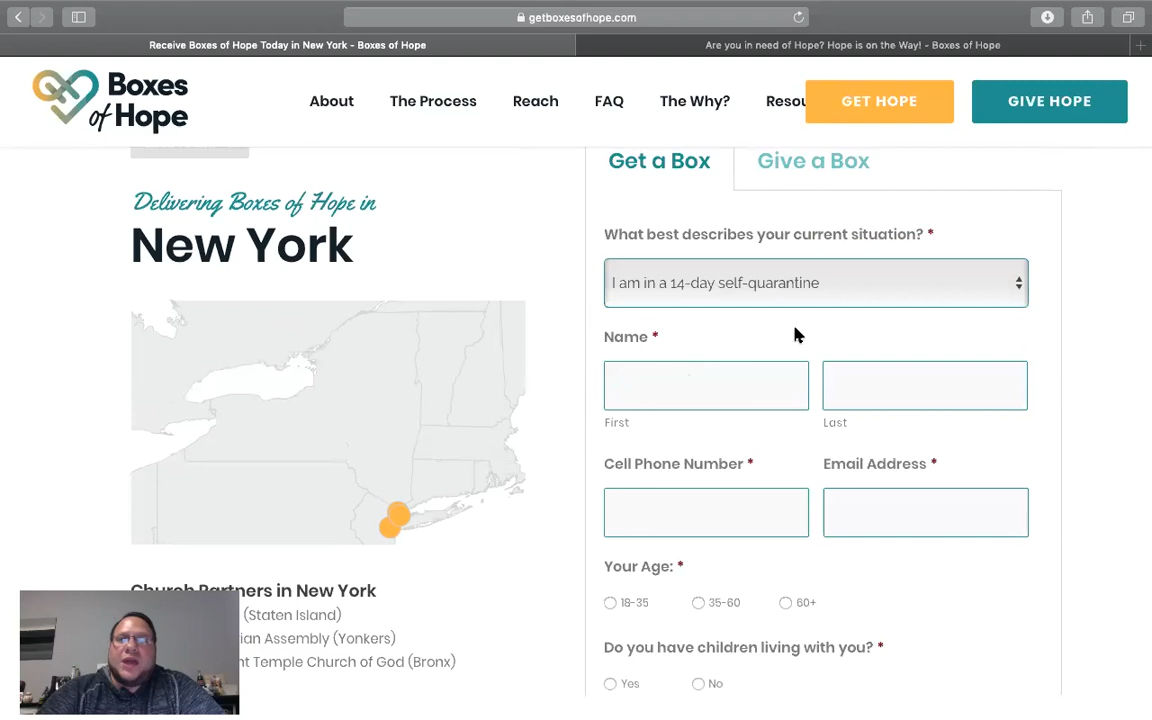 getboxesofhope.com
Receive Boxes of Hope Today in New York - Boxes of Hope
Are you in need of Hope? Hope is on the Way! - Boxes of Hope
Boxes
of Hope
About The Process Reach FAQ The Why? Resou
GET HOPE
GIVE HOPE
Get a Box
Give a Box
Delivering Boxes of Hope in
New York
Church Partners in New York
(Staten Island)
ian Assembly (Yonkers)
nt Temple Church of God (Bronx)
What best describes your current situation? *
I am in a 14-day self-quarantine
Name *
First Last
Cell Phone Number * Email Address *
Your Age: *
18-35 35-60 60+
Do you have children living with you? *
Yes No